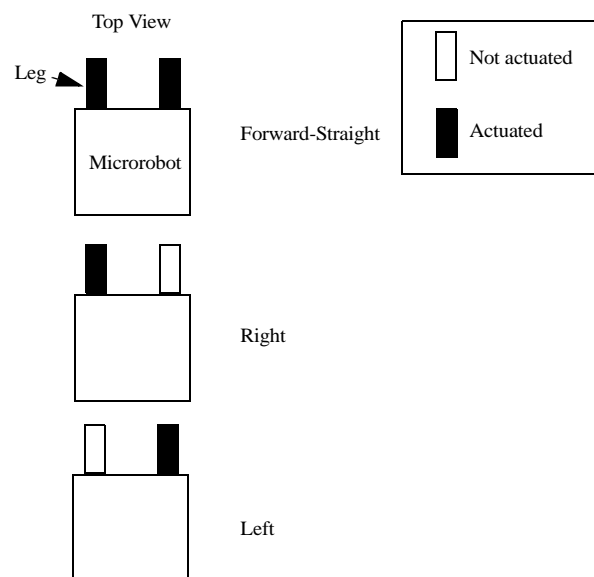 Top View
Leg
Not actuated
Actuated
Forward-Straight
Microrobot
Right
Left